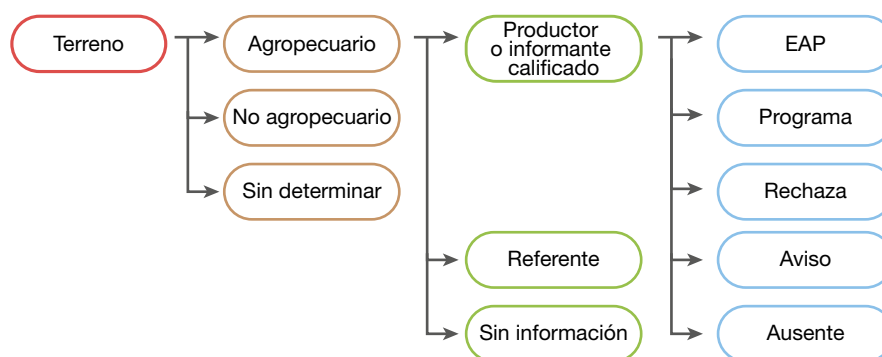 Terreno
Agropecuario
No agropecuario
Sin determinar
Productor
o informante
calificado
Referente
Sin información
EAP
Programa
Rechaza
Aviso
Ausente